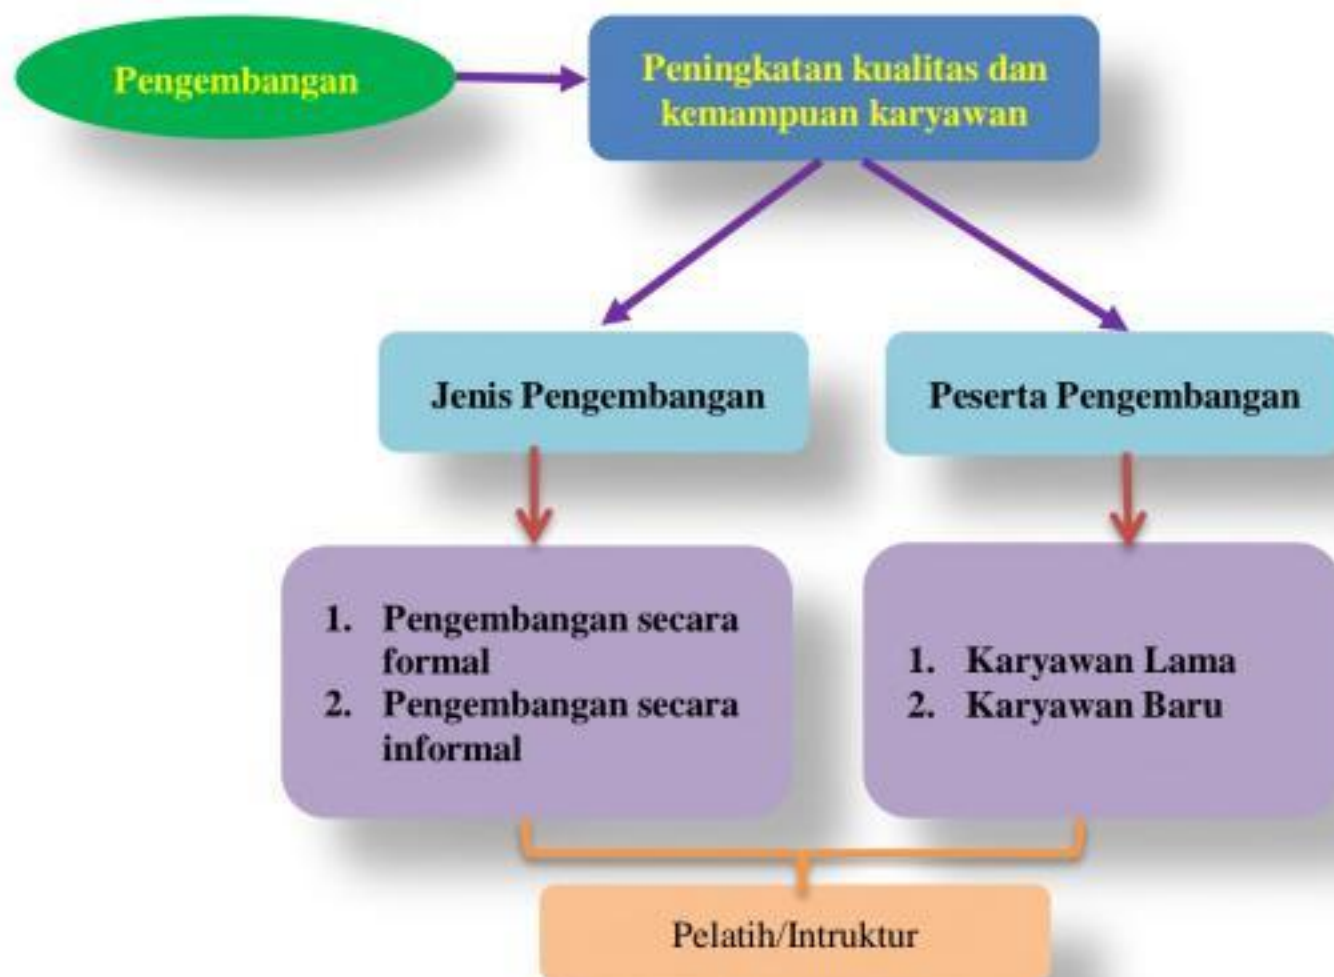 Pengembangan
Peningkatan kualitas dan
kemampuan karyawan
Jenis Pengembangan
Peserta Pengembangan
1. Pengembangan secara
formal
2. Pengembangan secara
informal
1. Karyawan Lama
2. Karyawan Baru
Pelatih/Intruktur